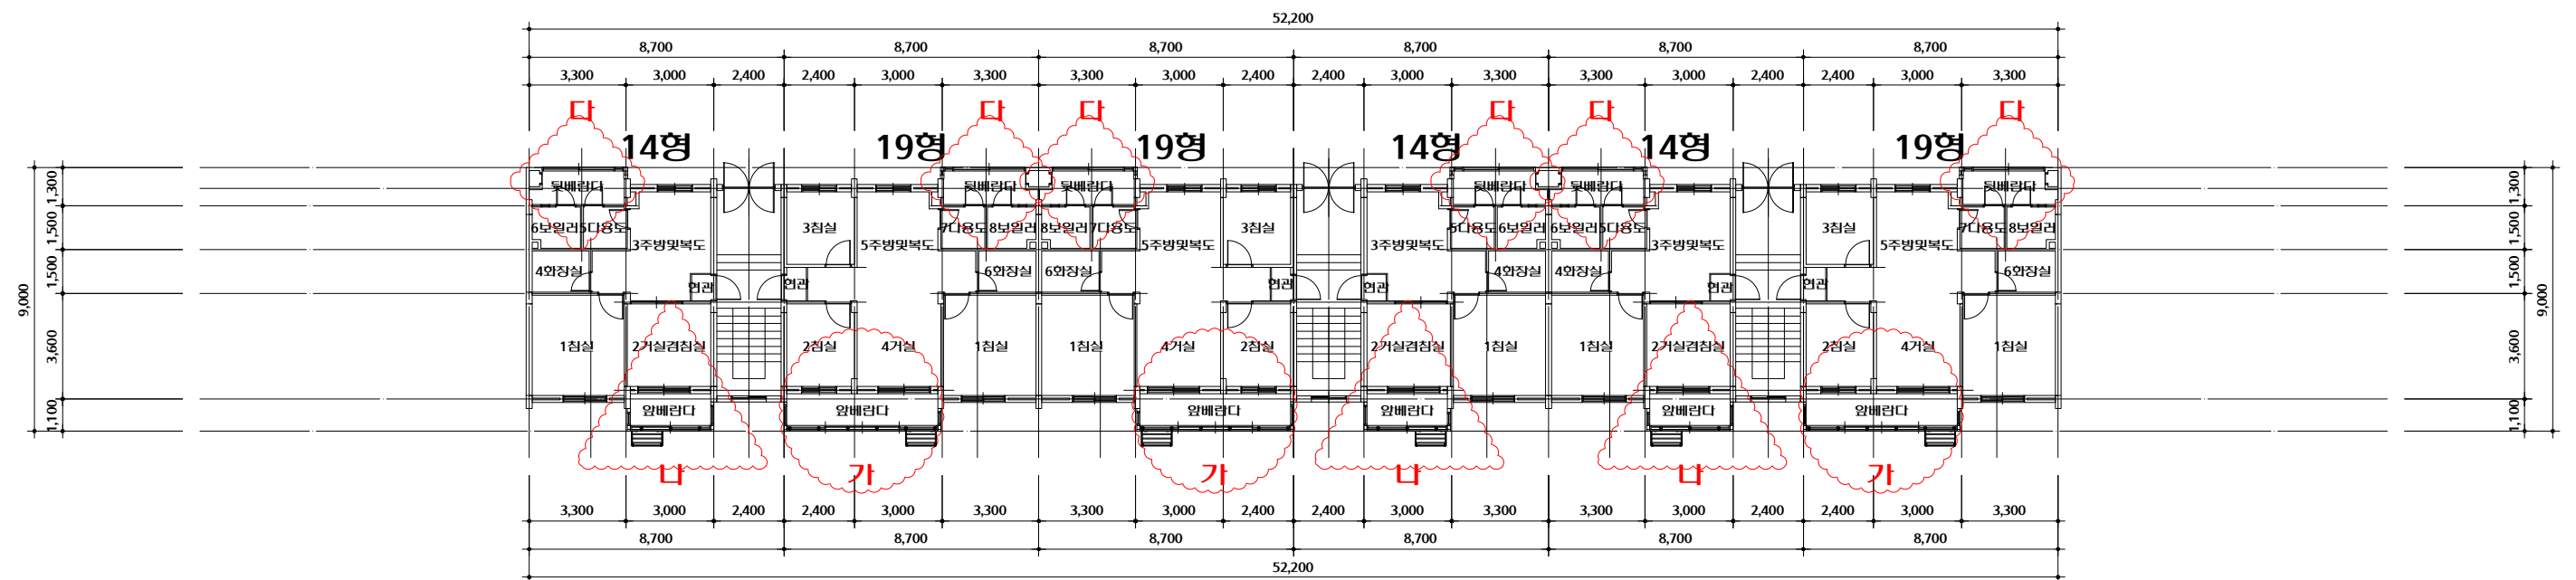 52,200
8,700 8,700 8,700 8,700 8,700 8,700
3,300 3,000 2,400 2,400 3,000 3,300 3,300 3,000 2,400 2,400 3,000 3,300 3,300 3,000 2,400 2,400 3,000 3,300
다 다 다 다 다 다
14형 19형 19형 14형 14형 19형
뒷베란다 뒷베란다 뒷베란다 뒷베란다 뒷베란다 뒷베란다
6보일러 5다용도 3침실 7다용도 8보일러 8보일러 7다용도 3침실 5다용도 6보일러 6보일러 5다용도 3침실 7다용도 8보일러
3주방및복도 5주방및복도 5주방및복도 3주방및복도 3주방및복도 5주방및복도
4화장실 6화장실 6화장실 4화장실 4화장실 6화장실
현관 현관 현관 현관 현관 현관
1침실 2거실겸침실 2침실 4거실 1침실 1침실 4거실 2침실 2거실겸침실 1침실 1침실 2거실겸침실 2침실 4거실 1침실
앞베란다 앞베란다 앞베란다 앞베란다 앞베란다 앞베란다
나 가 가 나 나 가
9,000
1,300
1,500
1,500
3,600
1,100
1,300
1,500
1,500
3,600
1,100
9,000
3,300 3,000 2,400 2,400 3,000 3,300 3,300 3,000 2,400 2,400 3,000 3,300 3,300 3,000 2,400 2,400 3,000 3,300
8,700 8,700 8,700 8,700 8,700 8,700
52,200